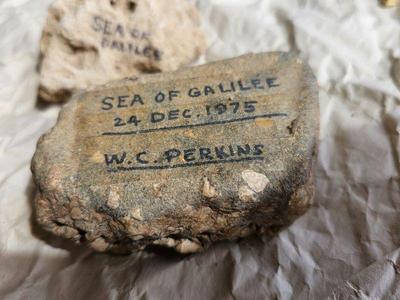 SEA OF
GALILEE
SEA OF GALILEE
24 DEC. 1975
W.C. PERKINS